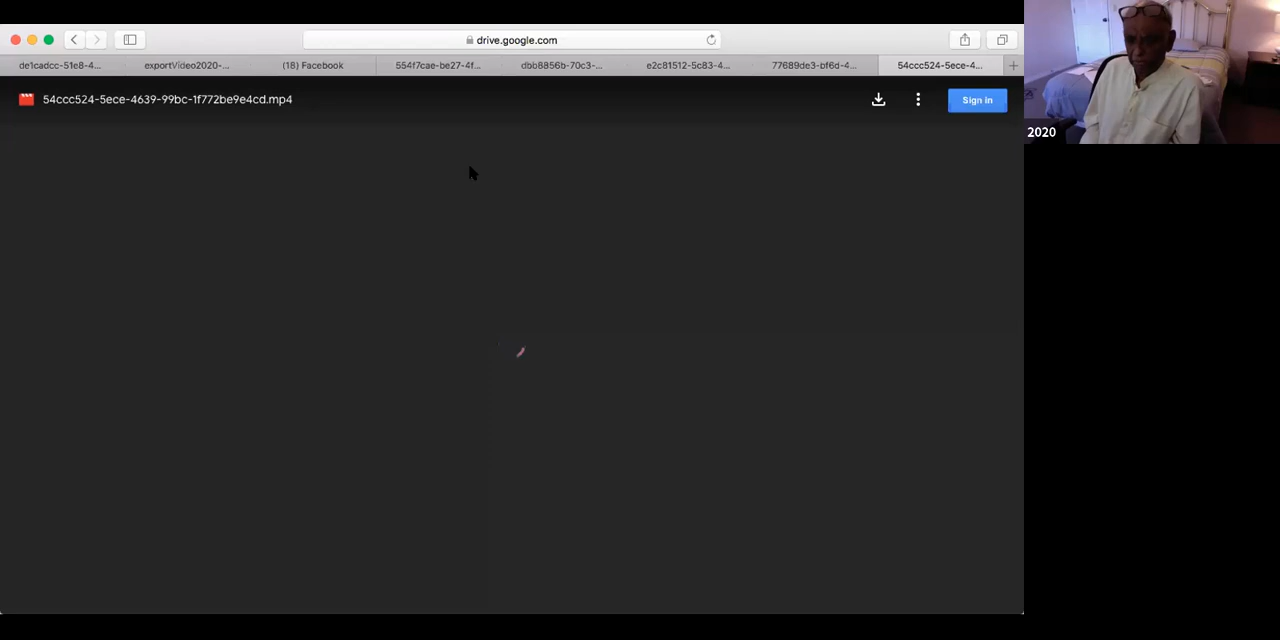 drive.google.com
de1cadcc-51e8-4...
exportVideo2020-...
(18) Facebook
554f7cae-be27-4f...
dbb8856b-70c3-...
e2c81512-5c83-4...
77689de3-bf6d-4...
54ccc524-5ece-4...
54ccc524-5ece-4639-99bc-1f772be9e4cd.mp4
Sign in
2020